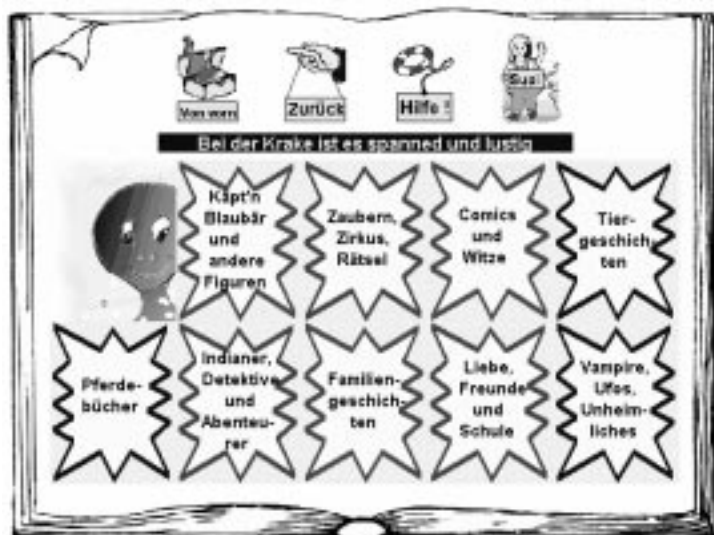 Von vorn
Zurück
Hilfe !
Susi
Bei der Krake ist es spanned und lustig
Käpt'n
Blaubär
und
andere
Figuren
Zaubern,
Zirkus,
Rätsel
Comics
und
Witze
Tier-
geschich
ten
Pferde-
bücher
Indianer,
Detektive
und
Abenteu-
rer
Familien-
geschich-
ten
Liebe,
Freunde
und
Schule
Vampire,
Ufos,
Unheim-
liches